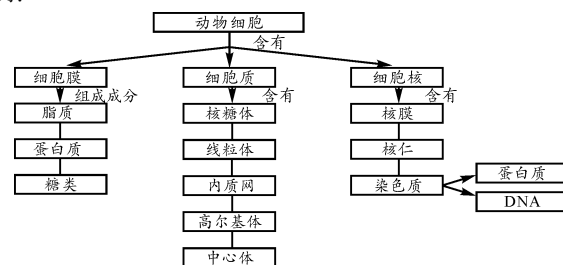 动物细胞
含有
细胞膜 细胞质 细胞核
组成成分 含有 含有
脂质 核糖体 核膜
蛋白质 线粒体 核仁
糖类 内质网 染色质 蛋白质
DNA
高尔基体
中心体